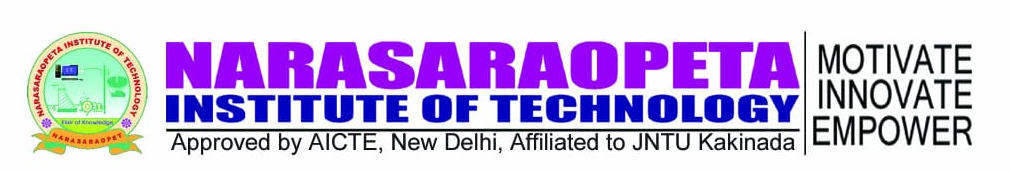 NARASARAOPETA INSTITUTE OF TECHNOLOGY
Elixir of Knowledge
NARASARAOPET
NARASARAOPETA
INSTITUTE OF TECHNOLOGY
Approved by AICTE, New Delhi, Affiliated to JNTU Kakinada
MOTIVATE
INNOVATE
EMPOWER